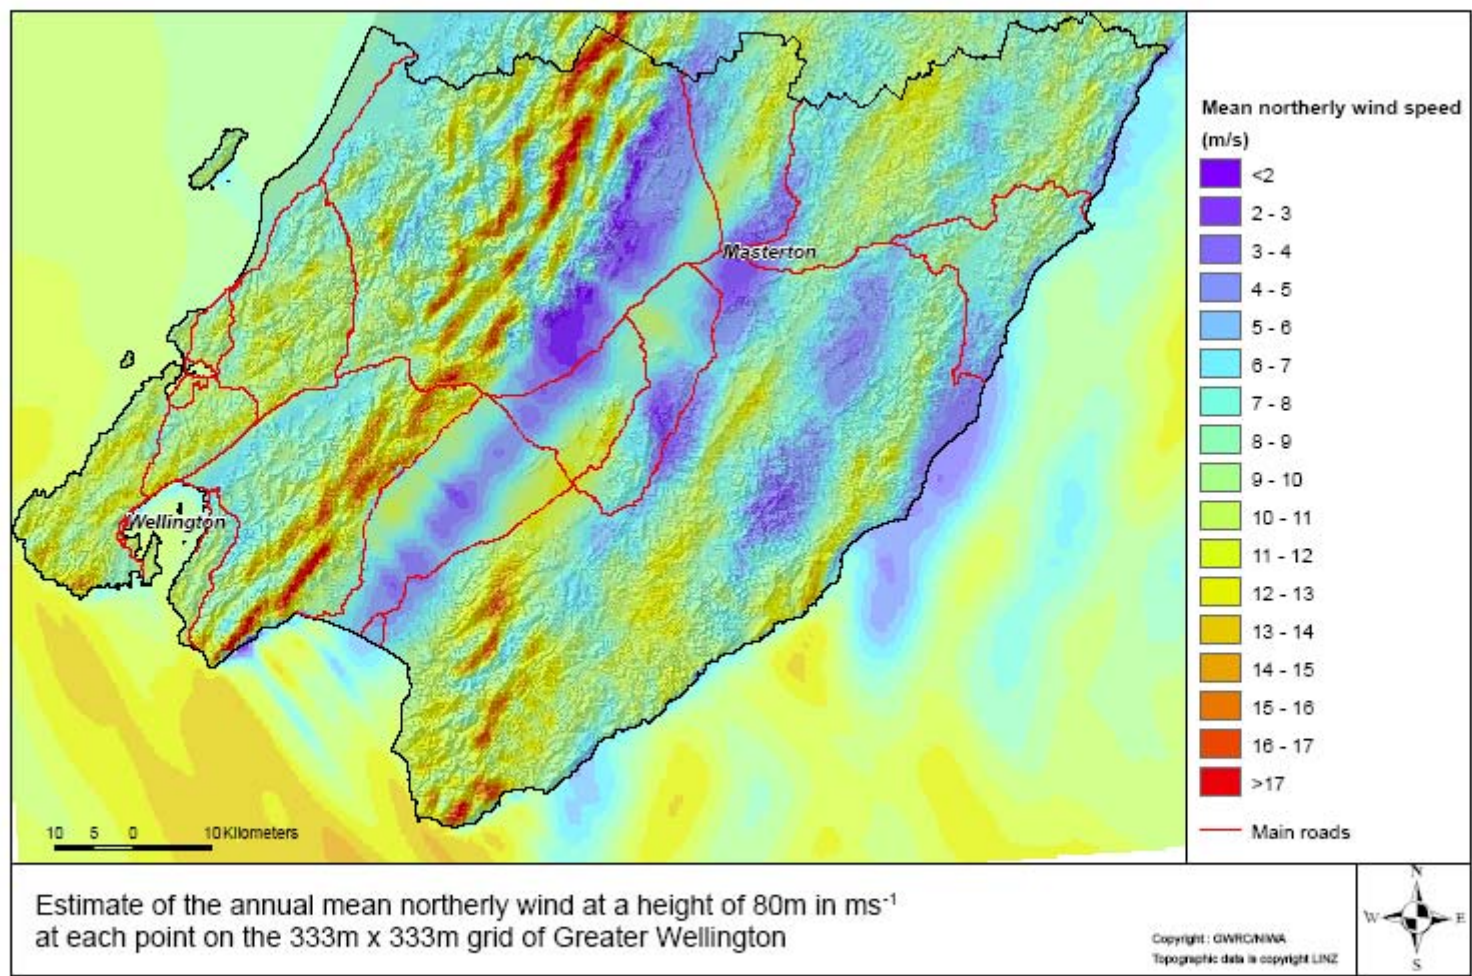 Mean northerly wind speed
(m/s)
<2
2 - 3
3 - 4
4 - 5
5 - 6
6 - 7
7 - 8
8 - 9
9 - 10
10 - 11
11 - 12
12 - 13
13 - 14
14 - 15
15 - 16
16 - 17
>17
Main roads
Masterton
Wellington
10 5 0 10 Kilometers
Estimate of the annual mean northerly wind at a height of 80m in ms⁻¹
at each point on the 333m x 333m grid of Greater Wellington
Copyright : GWRC/NIWA
Topographic data is copyright LINZ
N
W E
S